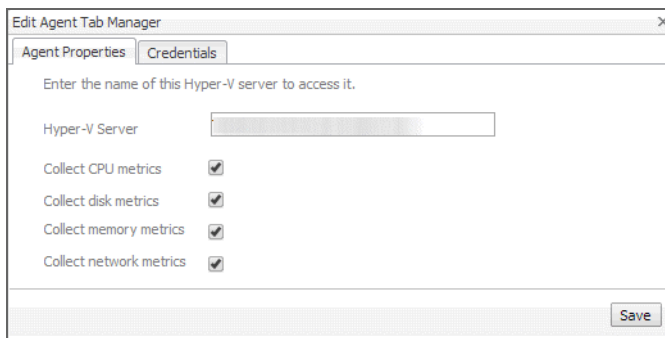 Edit Agent Tab Manager
Agent Properties Credentials
Enter the name of this Hyper-V server to access it.
Hyper-V Server
Collect CPU metrics
Collect disk metrics
Collect memory metrics
Collect network metrics
Save